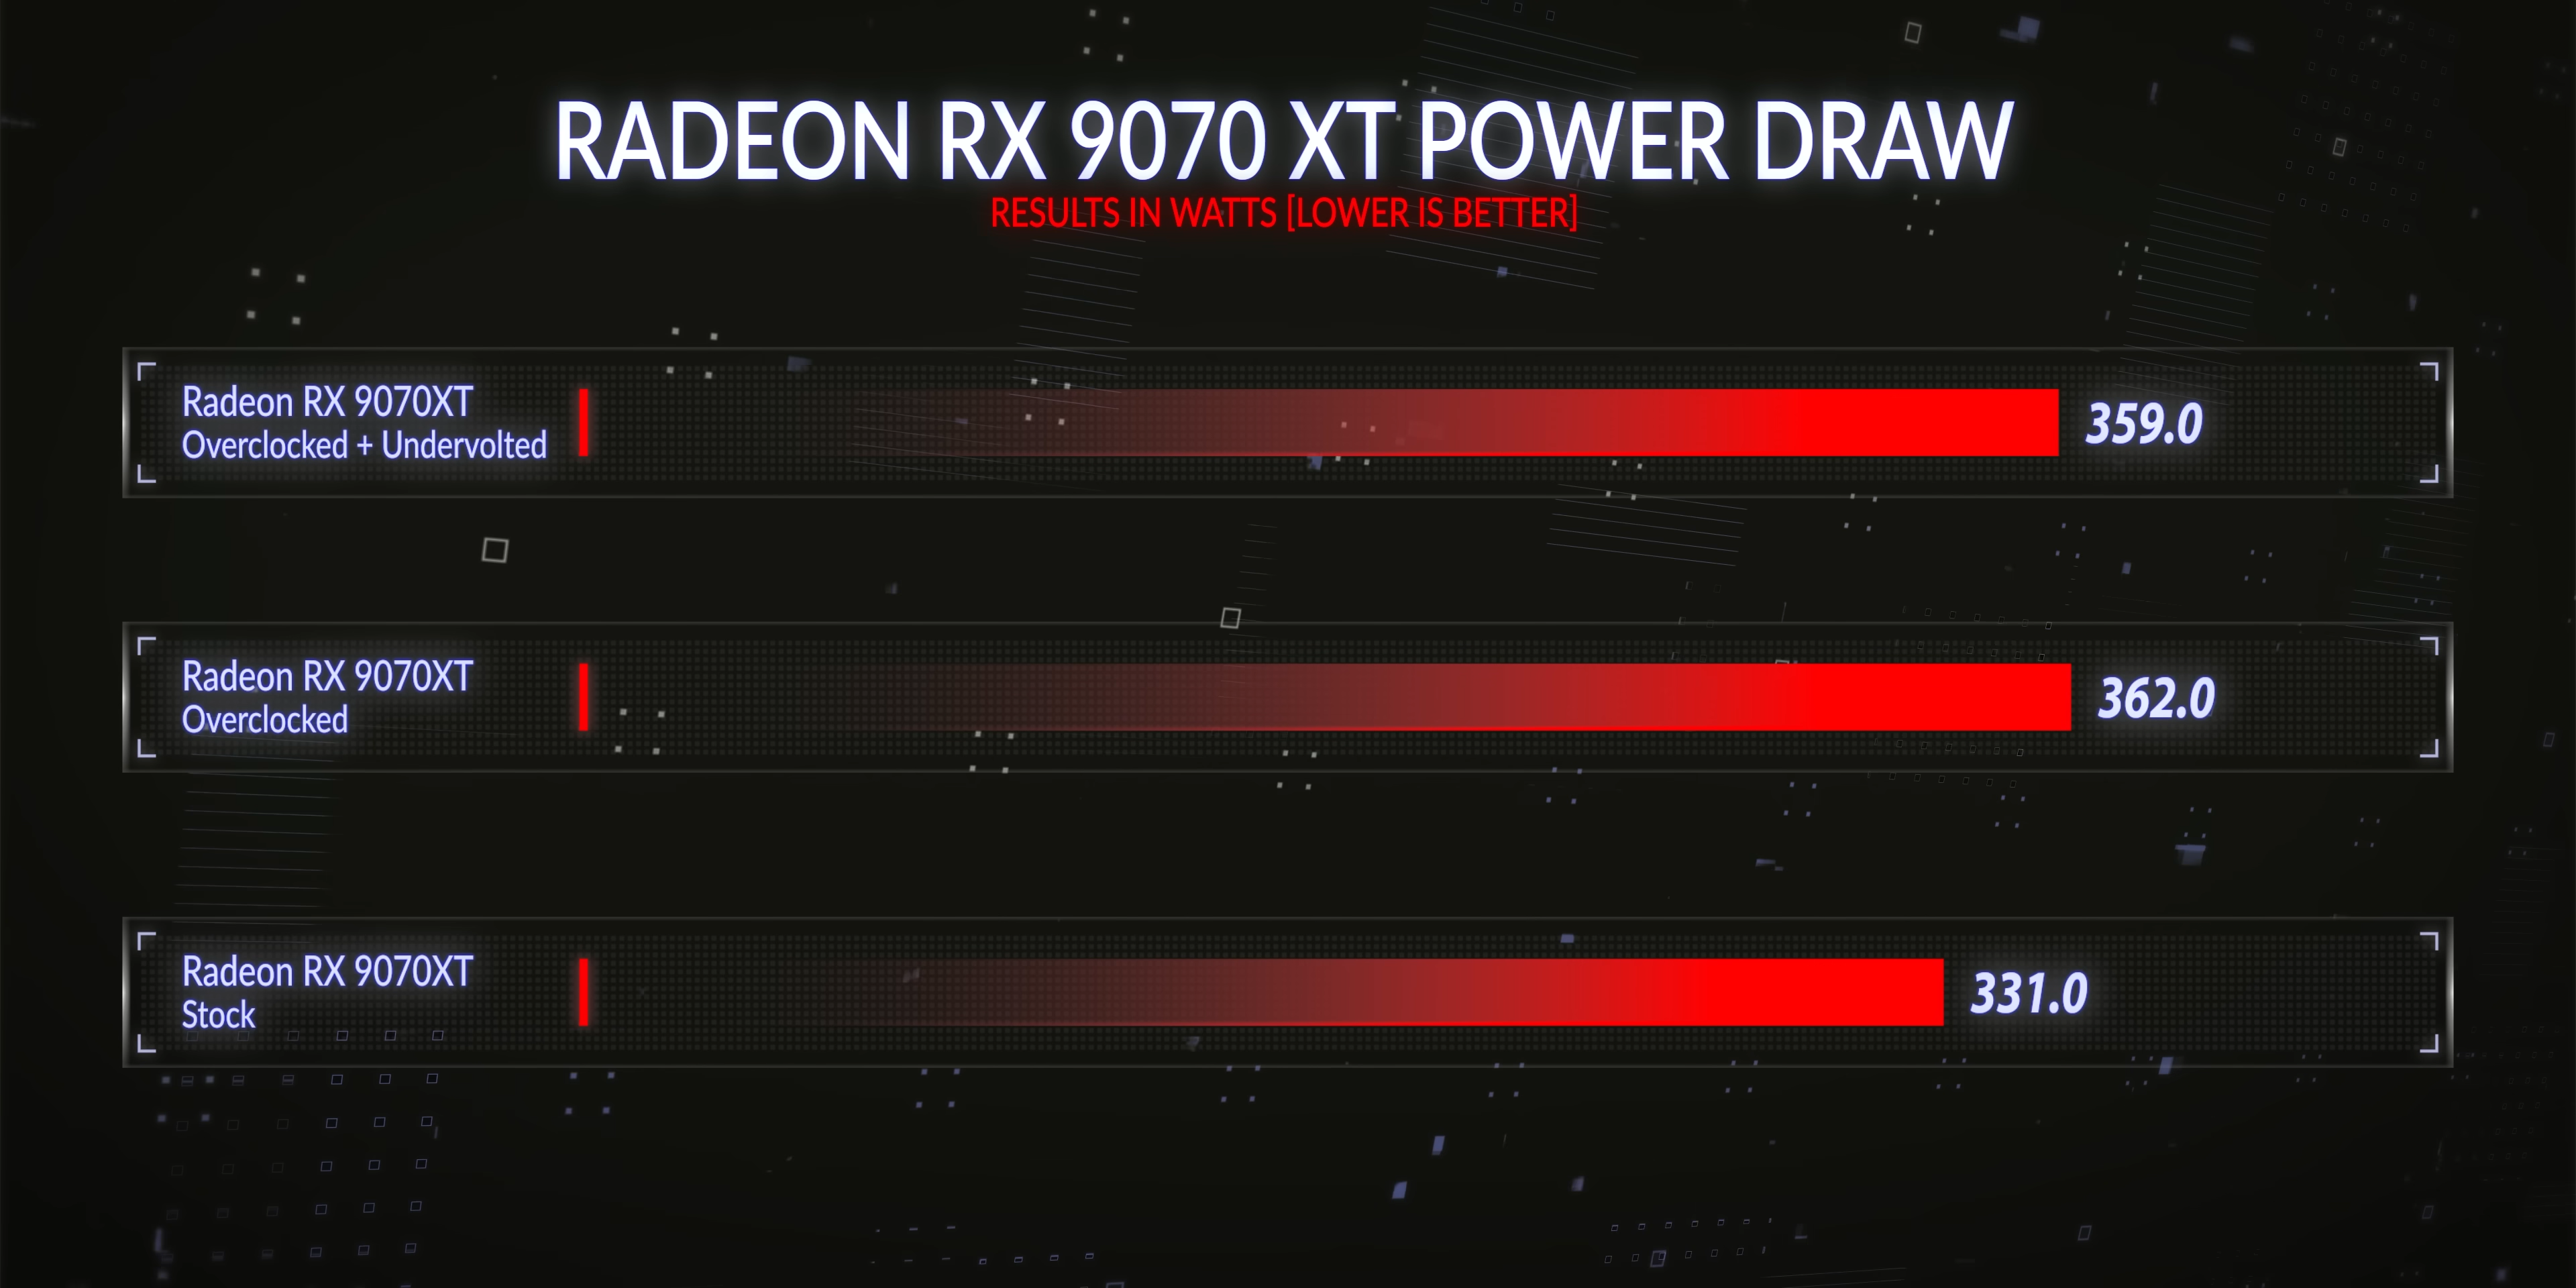 RADEON RX 9070 XT POWER DRAW
RESULTS IN WATTS [LOWER IS BETTER]
Radeon RX 9070XT
Overclocked + Undervolted
359.0
Radeon RX 9070XT
Overclocked
362.0
Radeon RX 9070XT
Stock
331.0